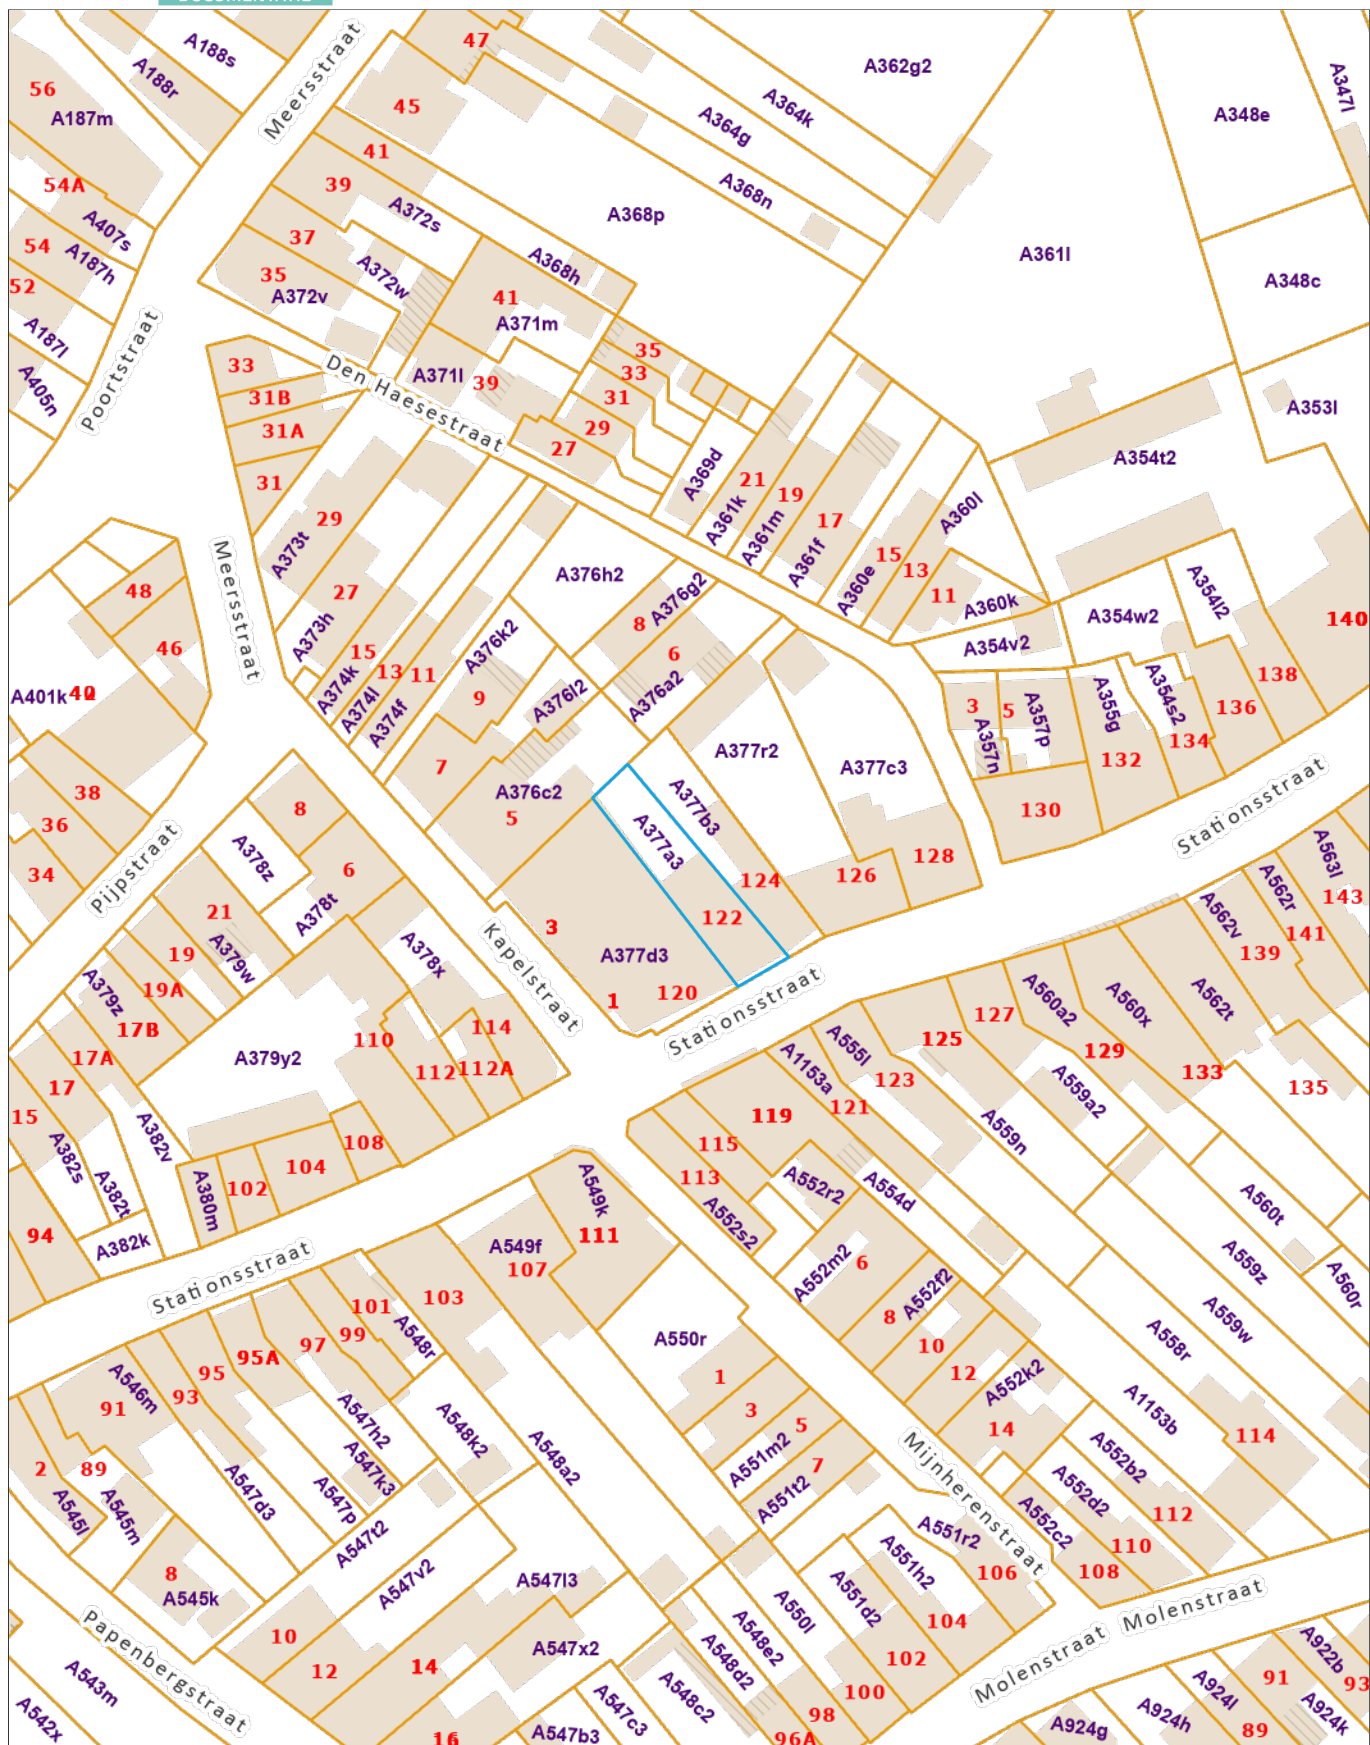 47
Meersstraat
A188s
A188r
A362g2
A347l
56
45
A364k
A348e
A187m
A364g
41
54A
39
A368n
A372s
A368p
A407s
37
54
A187h
A368h
A361l
35
A372w
A348c
52
A372v
41
A371m
A187l
Poortstraat
33
35
Den Haesestraat
A371l
39
33
A405n
31B
31
A353l
31A
29
27
A354t2
A369d
21
31
19
A361k
A361m
29
17
A360l
A373t
A361f
15
Meersstraat
13
A376h2
A376g2
A360e
48
27
11
A354l2
A360k
A354w2
8
A373h
140
46
15
A376k2
6
A354v2
13
11
138
A401k
40
A374k
A374l
A374f
9
A376l2
A376a2
3
5
A357n
A357p
A355g
A354s2
136
134
7
A377r2
A377c3
132
38
A376c2
5
A377b3
8
130
Stationsstraat
36
A377a3
A378z
34
Pijpstraat
6
128
A563l
126
124
143
A562r
21
A378t
122
A562v
141
3
19
A379w
A378x
Kapelstraat
A377d3
139
19A
A379z
120
A560a2
A560x
A562t
1
Stationsstraat
127
17B
114
125
110
A555l
A1153a
17A
A379y2
129
112
112A
123
133
17
135
A559a2
121
15
119
A559n
A382v
108
115
A382s
104
113
A552r2
A554d
A549k
A382t
A380m
102
A560t
A552s2
94
A382k
111
A549f
A559z
6
107
A552m2
Stationsstraat
A560r
103
A552f2
101
A559w
8
A548r
99
97
A550r
10
A558r
95A
95
12
1
A546m
93
A552k2
A1153b
91
3
A547h2
5
A548k2
14
114
A551m2
A548a2
A552b2
7
2
89
A547k3
A547d3
Mijnherenstraat
A552d2
A551t2
A547p
112
A545l
A545m
A552c2
A551r2
A547t2
110
A551h2
8
106
108
A547l3
A547v2
A545k
A551d2
A550l
Molenstraat
104
A548e2
10
Molenstraat
Papenbergstraat
A547x2
A548d2
102
A922b
14
12
A543m
91
93
A548c2
100
A924l
A547c3
98
A924h
A924k
A542x
A547b3
A924g
89
16
96A